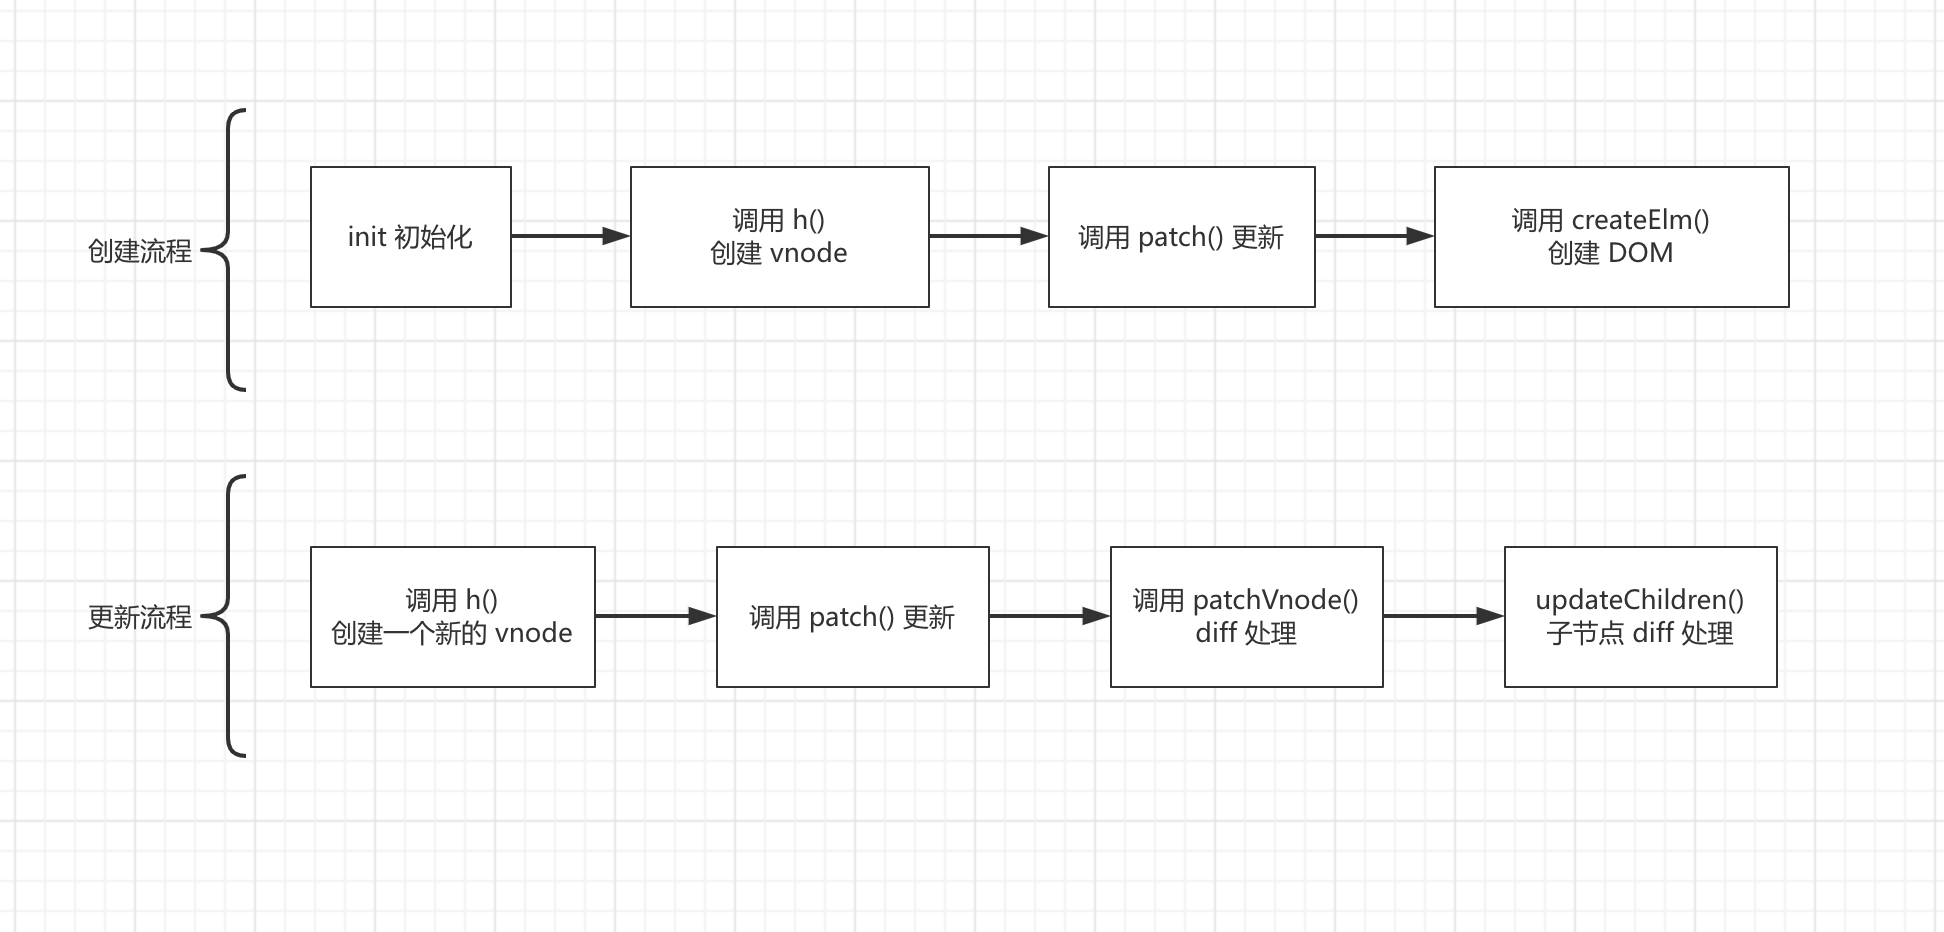 创建流程
init 初始化
调用 h()
创建 vnode
调用 patch() 更新
调用 createElm()
创建 DOM
更新流程
调用 h()
创建一个新的 vnode
调用 patch() 更新
调用 patchVnode()
diff 处理
updateChildren()
子节点 diff 处理